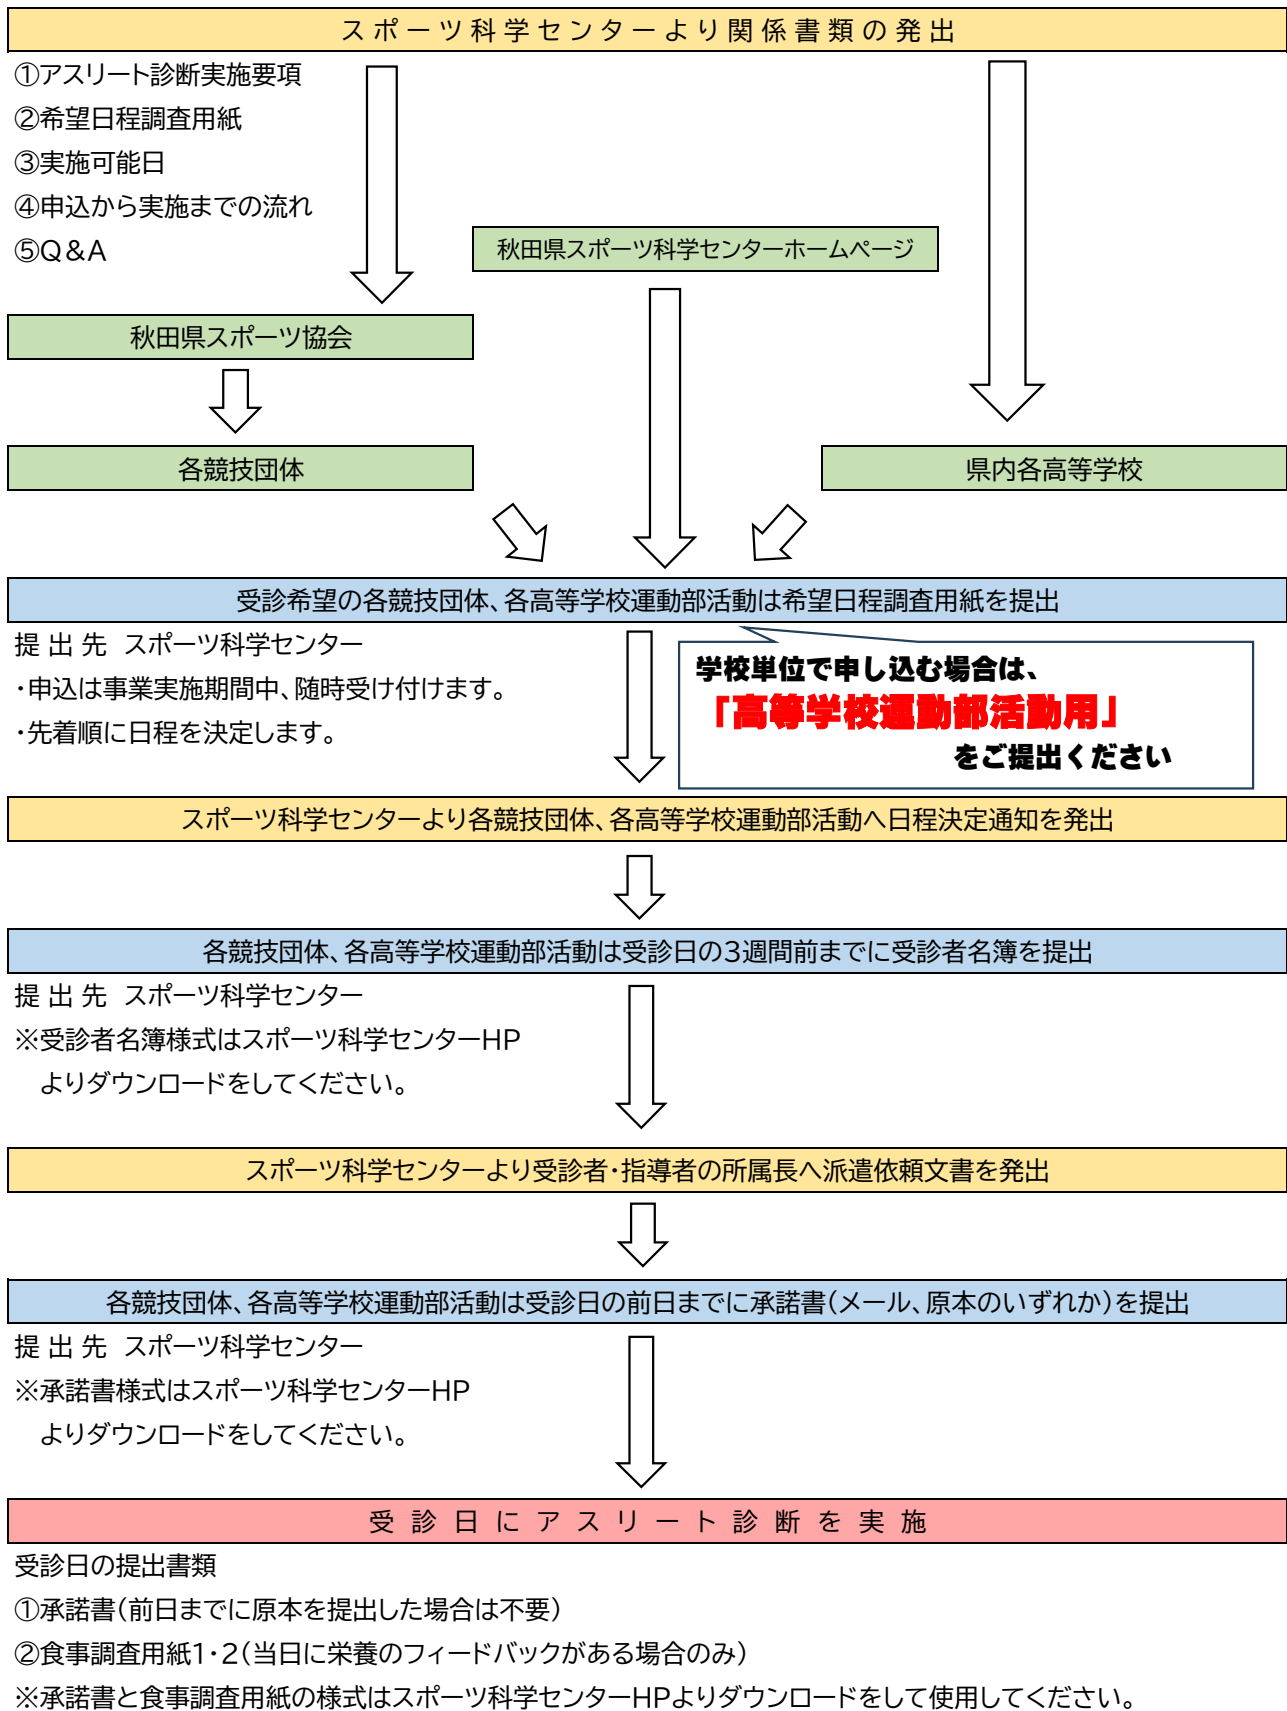 スポーツ科学センターより関係書類の発出
①アスリート診断実施要項
②希望日程調査用紙
③実施可能日
④申込から実施までの流れ
⑤Q&A
秋田県スポーツ科学センターホームページ
秋田県スポーツ協会
各競技団体
県内各高等学校
受診希望の各競技団体、各高等学校運動部活動は希望日程調査用紙を提出
提出先 スポーツ科学センター
・申込は事業実施期間中、随時受け付けます。
・先着順に日程を決定します。
学校単位で申し込む場合は、
「高等学校運動部活動用」
をご提出ください
スポーツ科学センターより各競技団体、各高等学校運動部活動へ日程決定通知を発出
各競技団体、各高等学校運動部活動は受診日の3週間前までに受診者名簿を提出
提出先 スポーツ科学センター
※受診者名簿様式はスポーツ科学センターHP
よりダウンロードをしてください。
スポーツ科学センターより受診者・指導者の所属長へ派遣依頼文書を発出
各競技団体、各高等学校運動部活動は受診日の前日までに承諾書(メール、原本のいずれか)を提出
提出先 スポーツ科学センター
※承諾書様式はスポーツ科学センターHP
よりダウンロードをしてください。
受診日にアスリート診断を実施
受診日の提出書類
①承諾書(前日までに原本を提出した場合は不要)
②食事調査用紙1・2(当日に栄養のフィードバックがある場合のみ)
※承諾書と食事調査用紙の様式はスポーツ科学センターHPよりダウンロードをして使用してください。